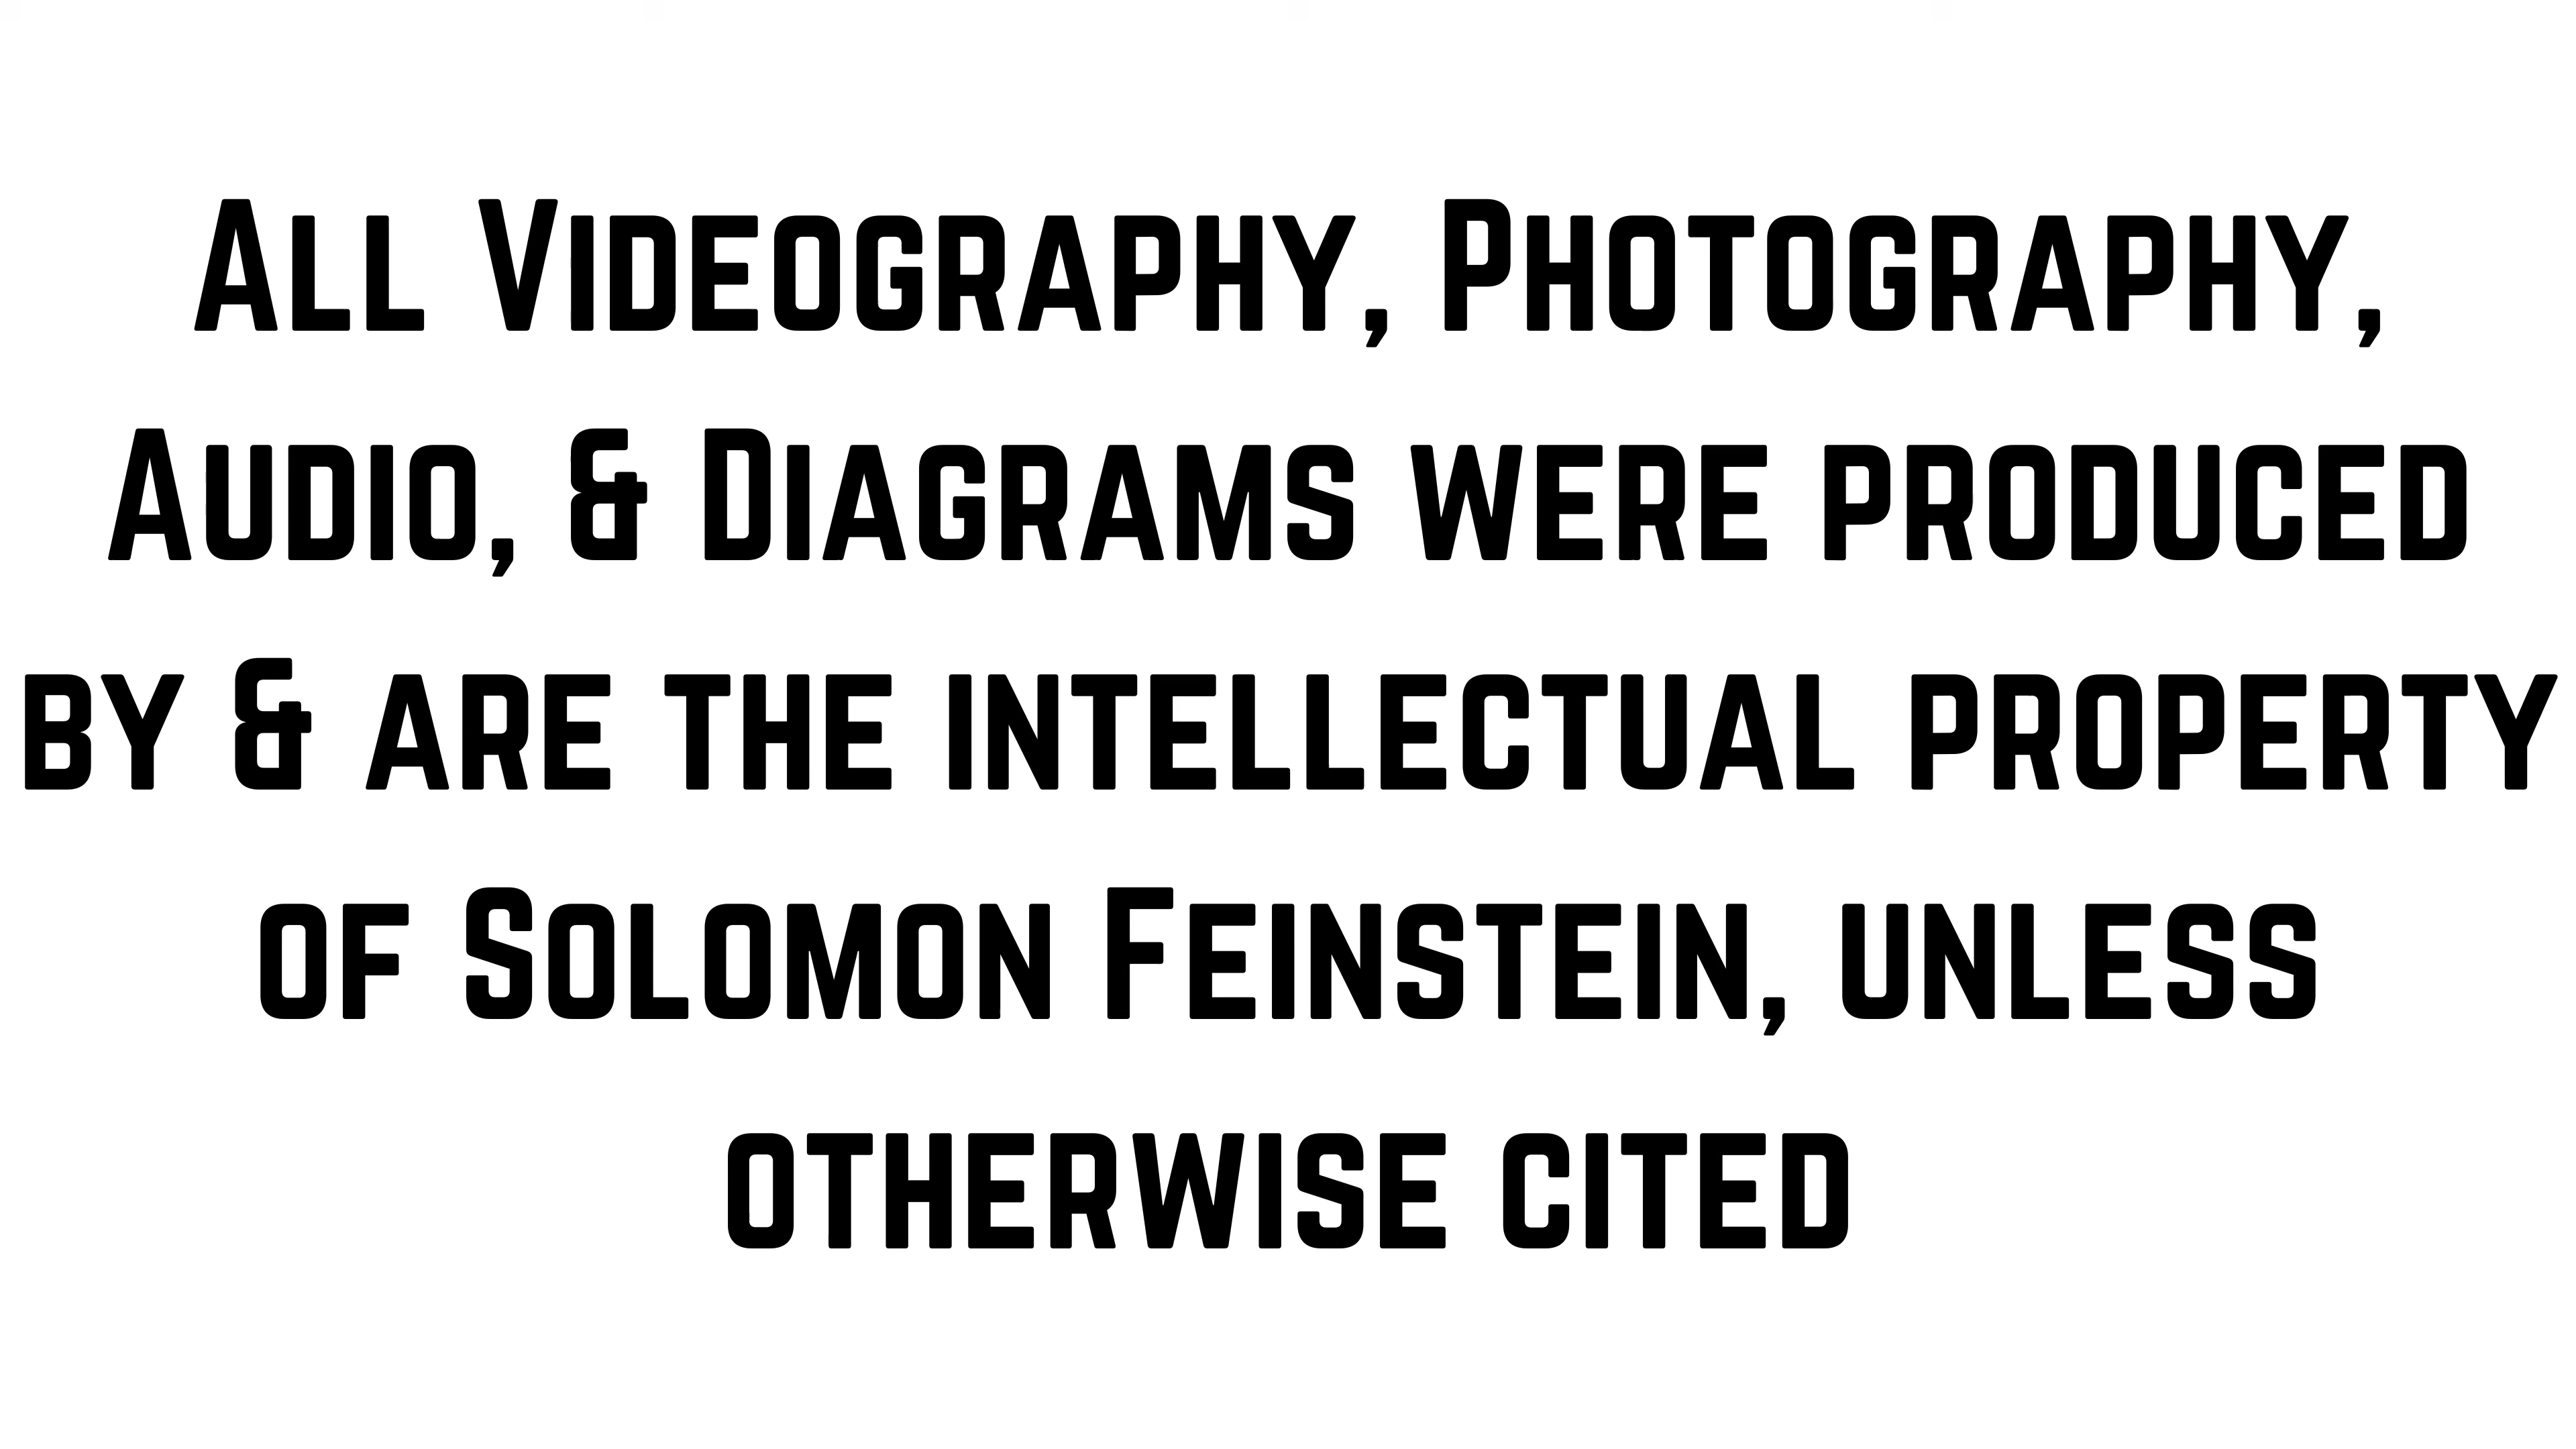 All Videography, Photography,
Audio, & Diagrams were produced
by & are the intellectual property
of Solomon Feinstein, unless
otherwise cited